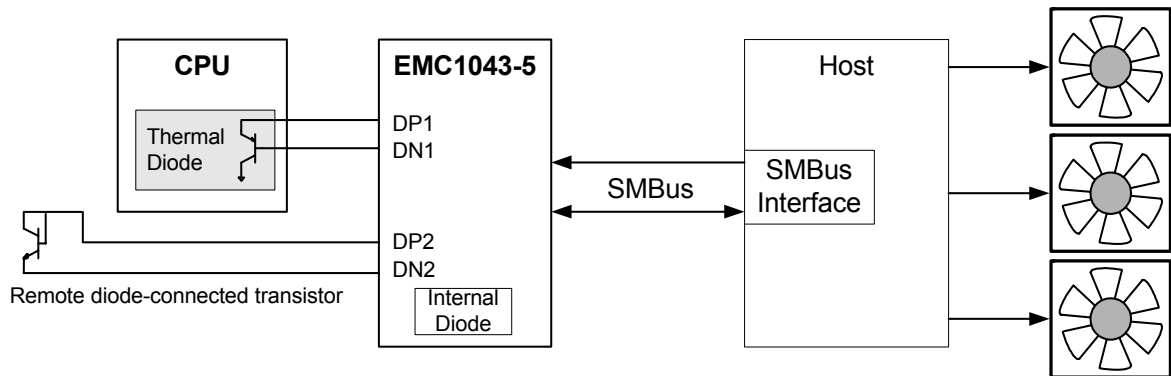 CPU
Thermal
Diode
EMC1043-5
DP1
DN1
DP2
DN2
Internal
Diode
Remote diode-connected transistor
SMBus
Host
SMBus
Interface